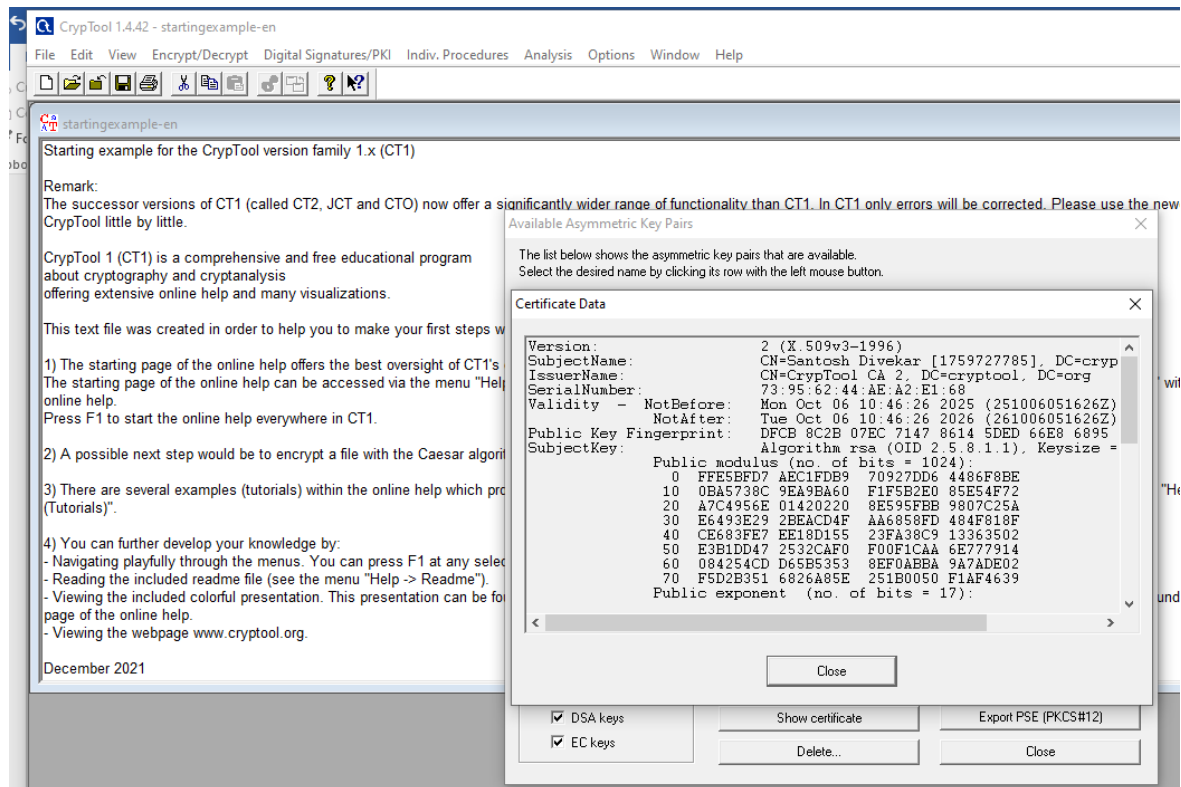 CrypTool 1.4.42 - startingexample-en
File Edit View Encrypt/Decrypt Digital Signatures/PKI Indiv. Procedures Analysis Options Window Help
startingexample-en
Starting example for the CrypTool version family 1.x (CT1)
Remark:
The successor versions of CT1 (called CT2, JCT and CTO) now offer a significantly wider range of functionality than CT1. In CT1 only errors will be corrected. Please use the new
CrypTool little by little.
CrypTool 1 (CT1) is a comprehensive and free educational program
about cryptography and cryptanalysis
offering extensive online help and many visualizations.
This text file was created in order to help you to make your first steps w
1) The starting page of the online help offers the best oversight of CT1's
The starting page of the online help can be accessed via the menu "Help
online help.
Press F1 to start the online help everywhere in CT1.
2) A possible next step would be to encrypt a file with the Caesar algorit
3) There are several examples (tutorials) within the online help which pro
(Tutorials)".
4) You can further develop your knowledge by:
- Navigating playfully through the menus. You can press F1 at any selec
- Reading the included readme file (see the menu "Help -> Readme").
- Viewing the included colorful presentation. This presentation can be fou
page of the online help.
- Viewing the webpage www.cryptool.org.
December 2021
Available Asymmetric Key Pairs
The list below shows the asymmetric key pairs that are available.
Select the desired name by clicking its row with the left mouse button.
Certificate Data
Version: 2 (X.509v3-1996)
SubjectName: CN=Santosh Divekar [1759727785], DC=cryp
IssuerName: CN=CrypTool CA 2, DC=cryptool, DC=org
SerialNumber: 73:95:62:44:AE:A2:E1:68
Validity - NotBefore: Mon Oct 06 10:46:26 2025 (251006051626Z)
NotAfter: Tue Oct 06 10:46:26 2026 (261006051626Z)
Public Key Fingerprint: DFCB 8C2B 07EC 7147 8614 5DED 66E8 6895
SubjectKey: Algorithm rsa (OID 2.5.8.1.1), Keysize =
Public modulus (no. of bits = 1024):
0 FFE5BFD7 AEC1FDB9 70927DD6 4486F8BE
10 0BA5738C 9EA9BA60 F1F5B2E0 85E54F72
20 A7C4956E 01420220 8E595FBB 9807C25A
30 E6493E29 2BEACD4F AA6858FD 484F818F
40 CE683FE7 EE18D155 23FA38C9 13363502
50 E3B1DD47 2532CAF0 F00F1CAA 6E777914
60 084254CD D65B5353 8EF0ABBA 9A7ADE02
70 F5D2B351 6826A85E 251B0050 F1AF4639
Public exponent (no. of bits = 17):
Close
DSA keys
Show certificate
Export PSE (PKCS#12)
EC keys
Delete...
Close